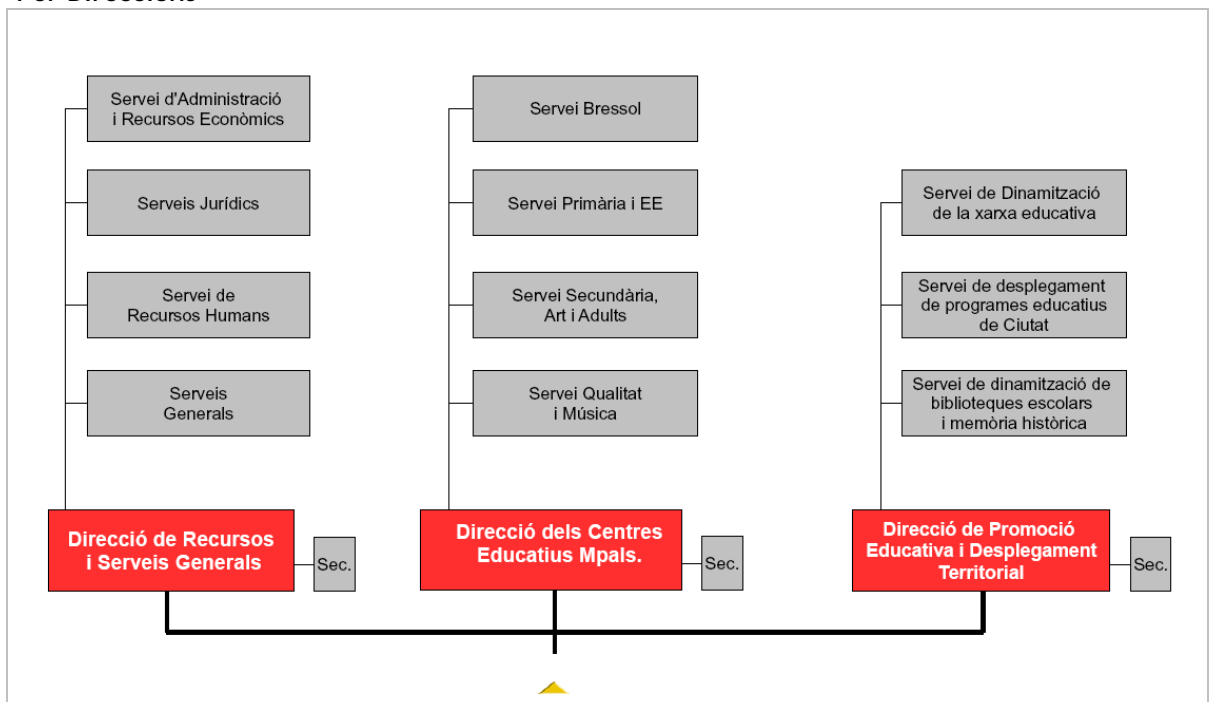 Per Direccions
Servei d'Administració
i Recursos Econòmics
Serveis Jurídics
Servei de
Recursos Humans
Serveis
Generals
Direcció de Recursos
i Serveis Generals
Sec.
Servei Bressol
Servei Primària i EE
Servei Secundària,
Art i Adults
Servei Qualitat
i Música
Direcció dels Centres
Educatius Mpals.
Sec.
Servei de Dinamització
de la xarxa educativa
Servei de desplegament
de programes educatius
de Ciutat
Servei de dinamització de
biblioteques escolars
i memòria històrica
Direcció de Promoció
Educativa i Desplegament
Territorial
Sec.